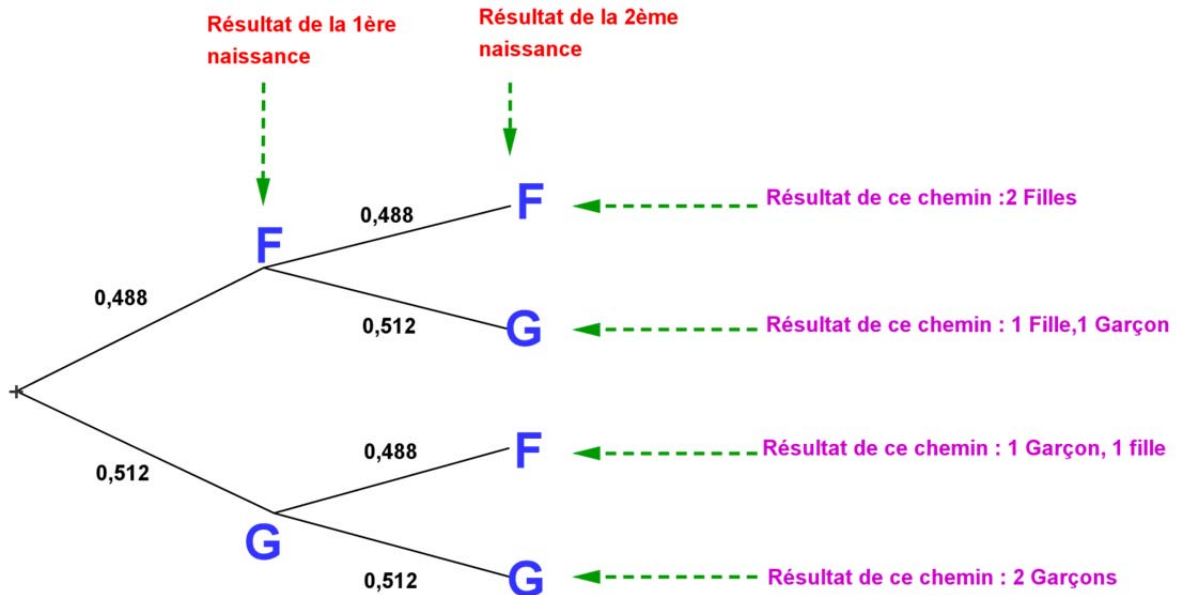 Résultat de la 1ère
naissance
Résultat de la 2ème
naissance
F
0,488
Résultat de ce chemin :2 Filles
F
0,488
0,512
G
Résultat de ce chemin : 1 Fille,1 Garçon
0,512
0,488
F
Résultat de ce chemin : 1 Garçon, 1 fille
G
0,512
G
Résultat de ce chemin : 2 Garçons